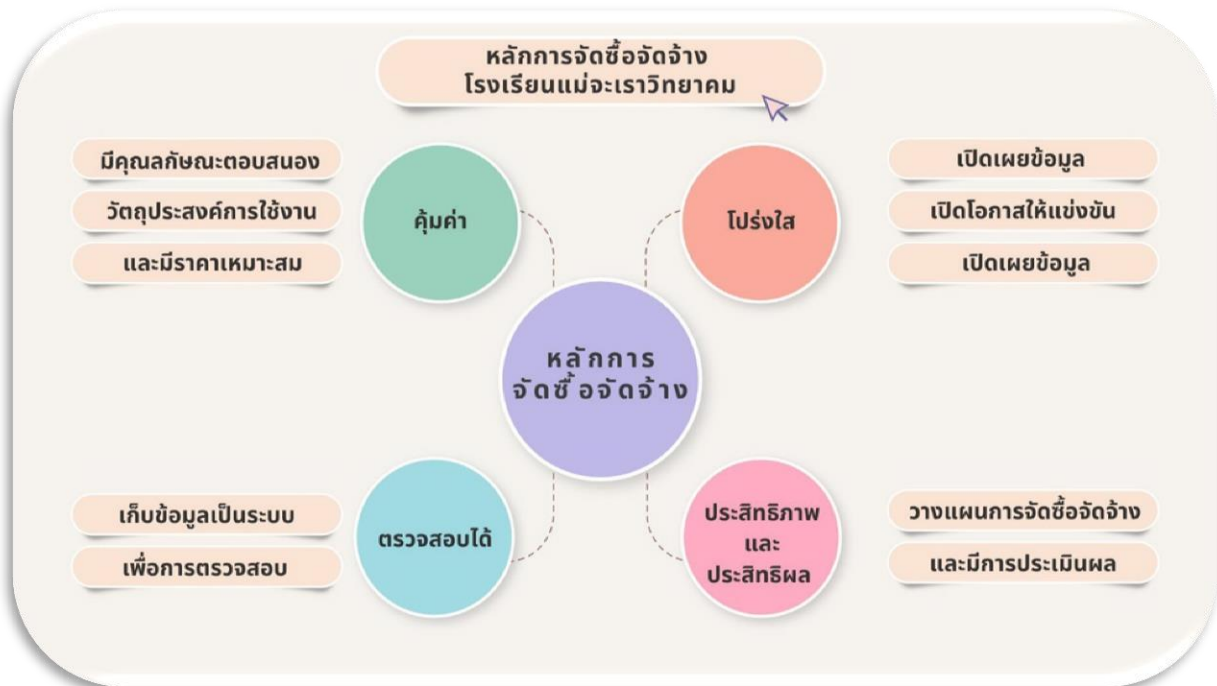 หลักการจัดซื้อจัดจ้าง
โรงเรียนแม่จะเราวิทยาคม
มีคุณลักษณะตอบสนอง
วัตถุประสงค์การใช้งาน
และมีราคาเหมาะสม
คุ้มค่า
โปร่งใส
เปิดเผยข้อมูล
เปิดโอกาสให้แข่งขัน
เปิดเผยข้อมูล
หลักการ
จัดซื้อจัดจ้าง
เก็บข้อมูลเป็นระบบ
เพื่อการตรวจสอบ
ตรวจสอบได้
ประสิทธิภาพ
และ
ประสิทธิผล
วางแผนการจัดซื้อจัดจ้าง
และมีการประเมินผล